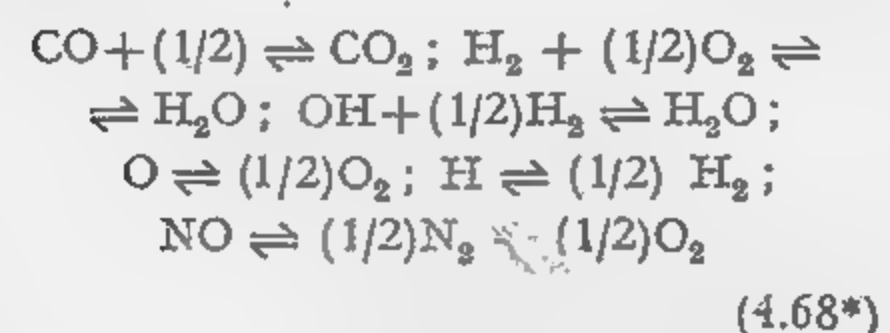 CO+(1/2) ⇌ CO₂; H₂ + (1/2)O₂ ⇌
⇌ H₂O; OH+(1/2)H₂ ⇌ H₂O;
O ⇌ (1/2)O₂; H ⇌ (1/2) H₂;
NO ⇌ (1/2)N₂ (1/2)O₂
(4.68*)